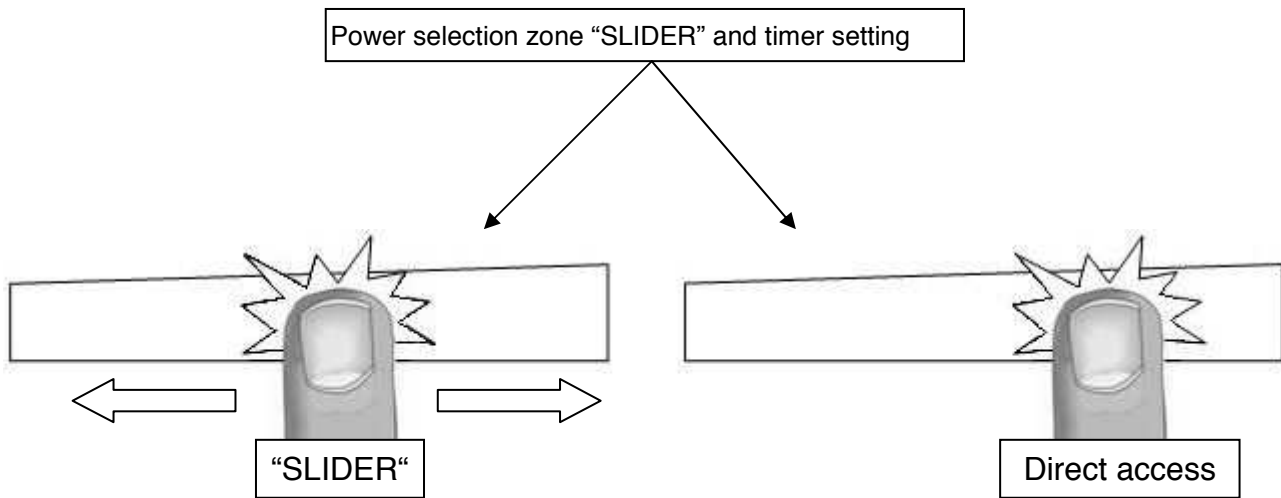 Power selection zone “SLIDER” and timer setting
“SLIDER“
Direct access